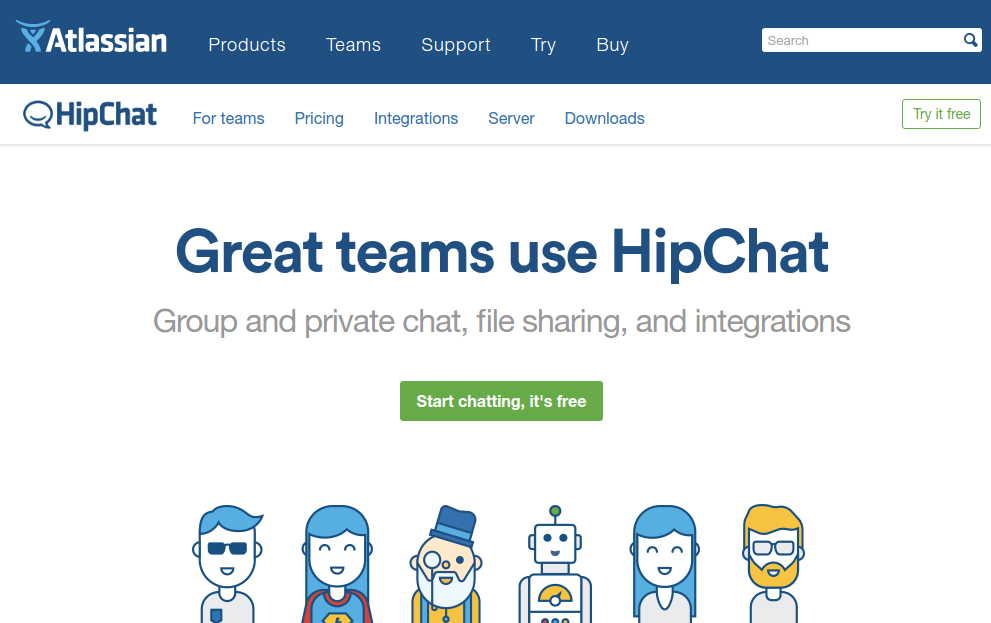 Atlassian Products Teams Support Try Buy Search
HipChat For teams Pricing Integrations Server Downloads Try it free
Great teams use HipChat
Group and private chat, file sharing, and integrations
Start chatting, it's free